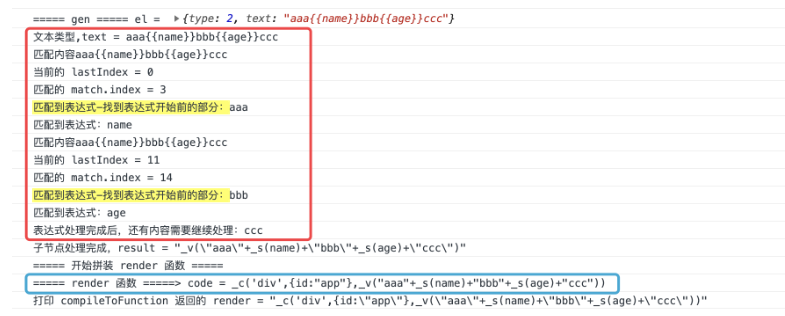 ===== gen ===== el = ▶{type: 2, text: "aaa{{name}}bbb{{age}}ccc"}
文本类型,text = aaa{{name}}bbb{{age}}ccc
匹配内容aaa{{name}}bbb{{age}}ccc
当前的 lastIndex = 0
匹配的 match.index = 3
匹配到表达式-找到表达式开始前的部分：aaa
匹配到表达式：name
匹配内容aaa{{name}}bbb{{age}}ccc
当前的 lastIndex = 11
匹配的 match.index = 14
匹配到表达式-找到表达式开始前的部分：bbb
匹配到表达式：age
表达式处理完成后，还有内容需要继续处理：ccc
子节点处理完成，result = "_v(\"aaa\"+_s(name)+\"bbb\"+_s(age)+\"ccc\")"
===== 开始拼装 render 函数 =====
===== render 函数 =====> code = _c('div',{id:"app"},_v("aaa"+_s(name)+"bbb"+_s(age)+"ccc"))
打印 compileToFunction 返回的 render = "_c('div',{id:\"app\"},_v(\"aaa\"+_s(name)+\"bbb\"+_s(age)+\"ccc\"))"